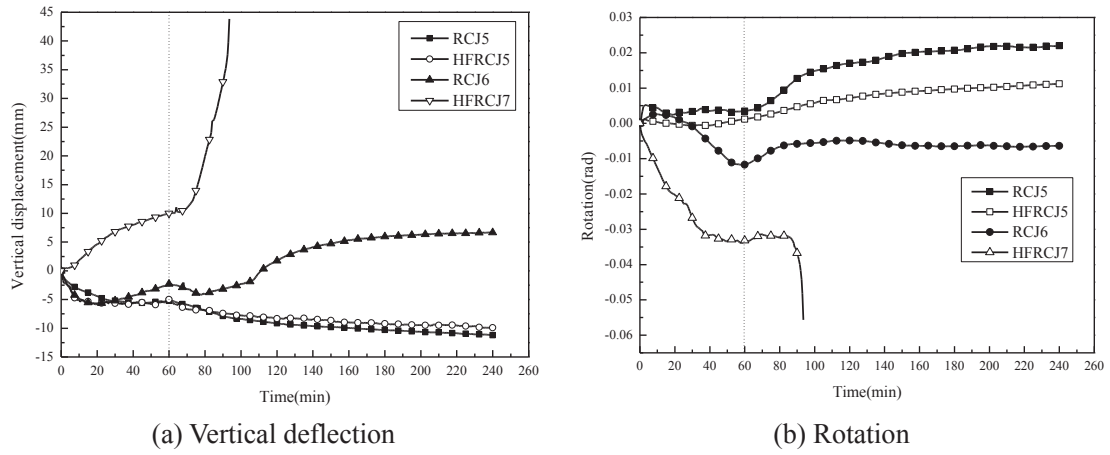 45
40
35
30
25
20
15
10
5
0
-5
-10
-15
Vertical displacement(mm)
RCJ5
HFRCJ5
RCJ6
HFRCJ7
0 20 40 60 80 100 120 140 160 180 200 220 240 260
Time(min)
(a) Vertical deflection
0.03
0.02
0.01
0.00
-0.01
-0.02
-0.03
-0.04
-0.05
-0.06
Rotation(rad)
RCJ5
HFRCJ5
RCJ6
HFRCJ7
0 20 40 60 80 100 120 140 160 180 200 220 240 260
Time(min)
(b) Rotation